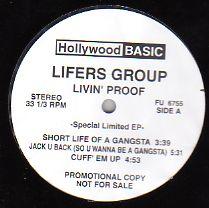 Hollywood BASIC
LIFERS GROUP
LIVIN' PROOF
STEREO
33 1/3 RPM
FU 6755
SIDE A
-Special Limited EP-
SHORT LIFE OF A GANGSTA 3:39
JACK U BACK (SO U WANNA BE A GANGSTA) 5:31
CUFF' EM UP 4:53
PROMOTIONAL COPY
NOT FOR SALE